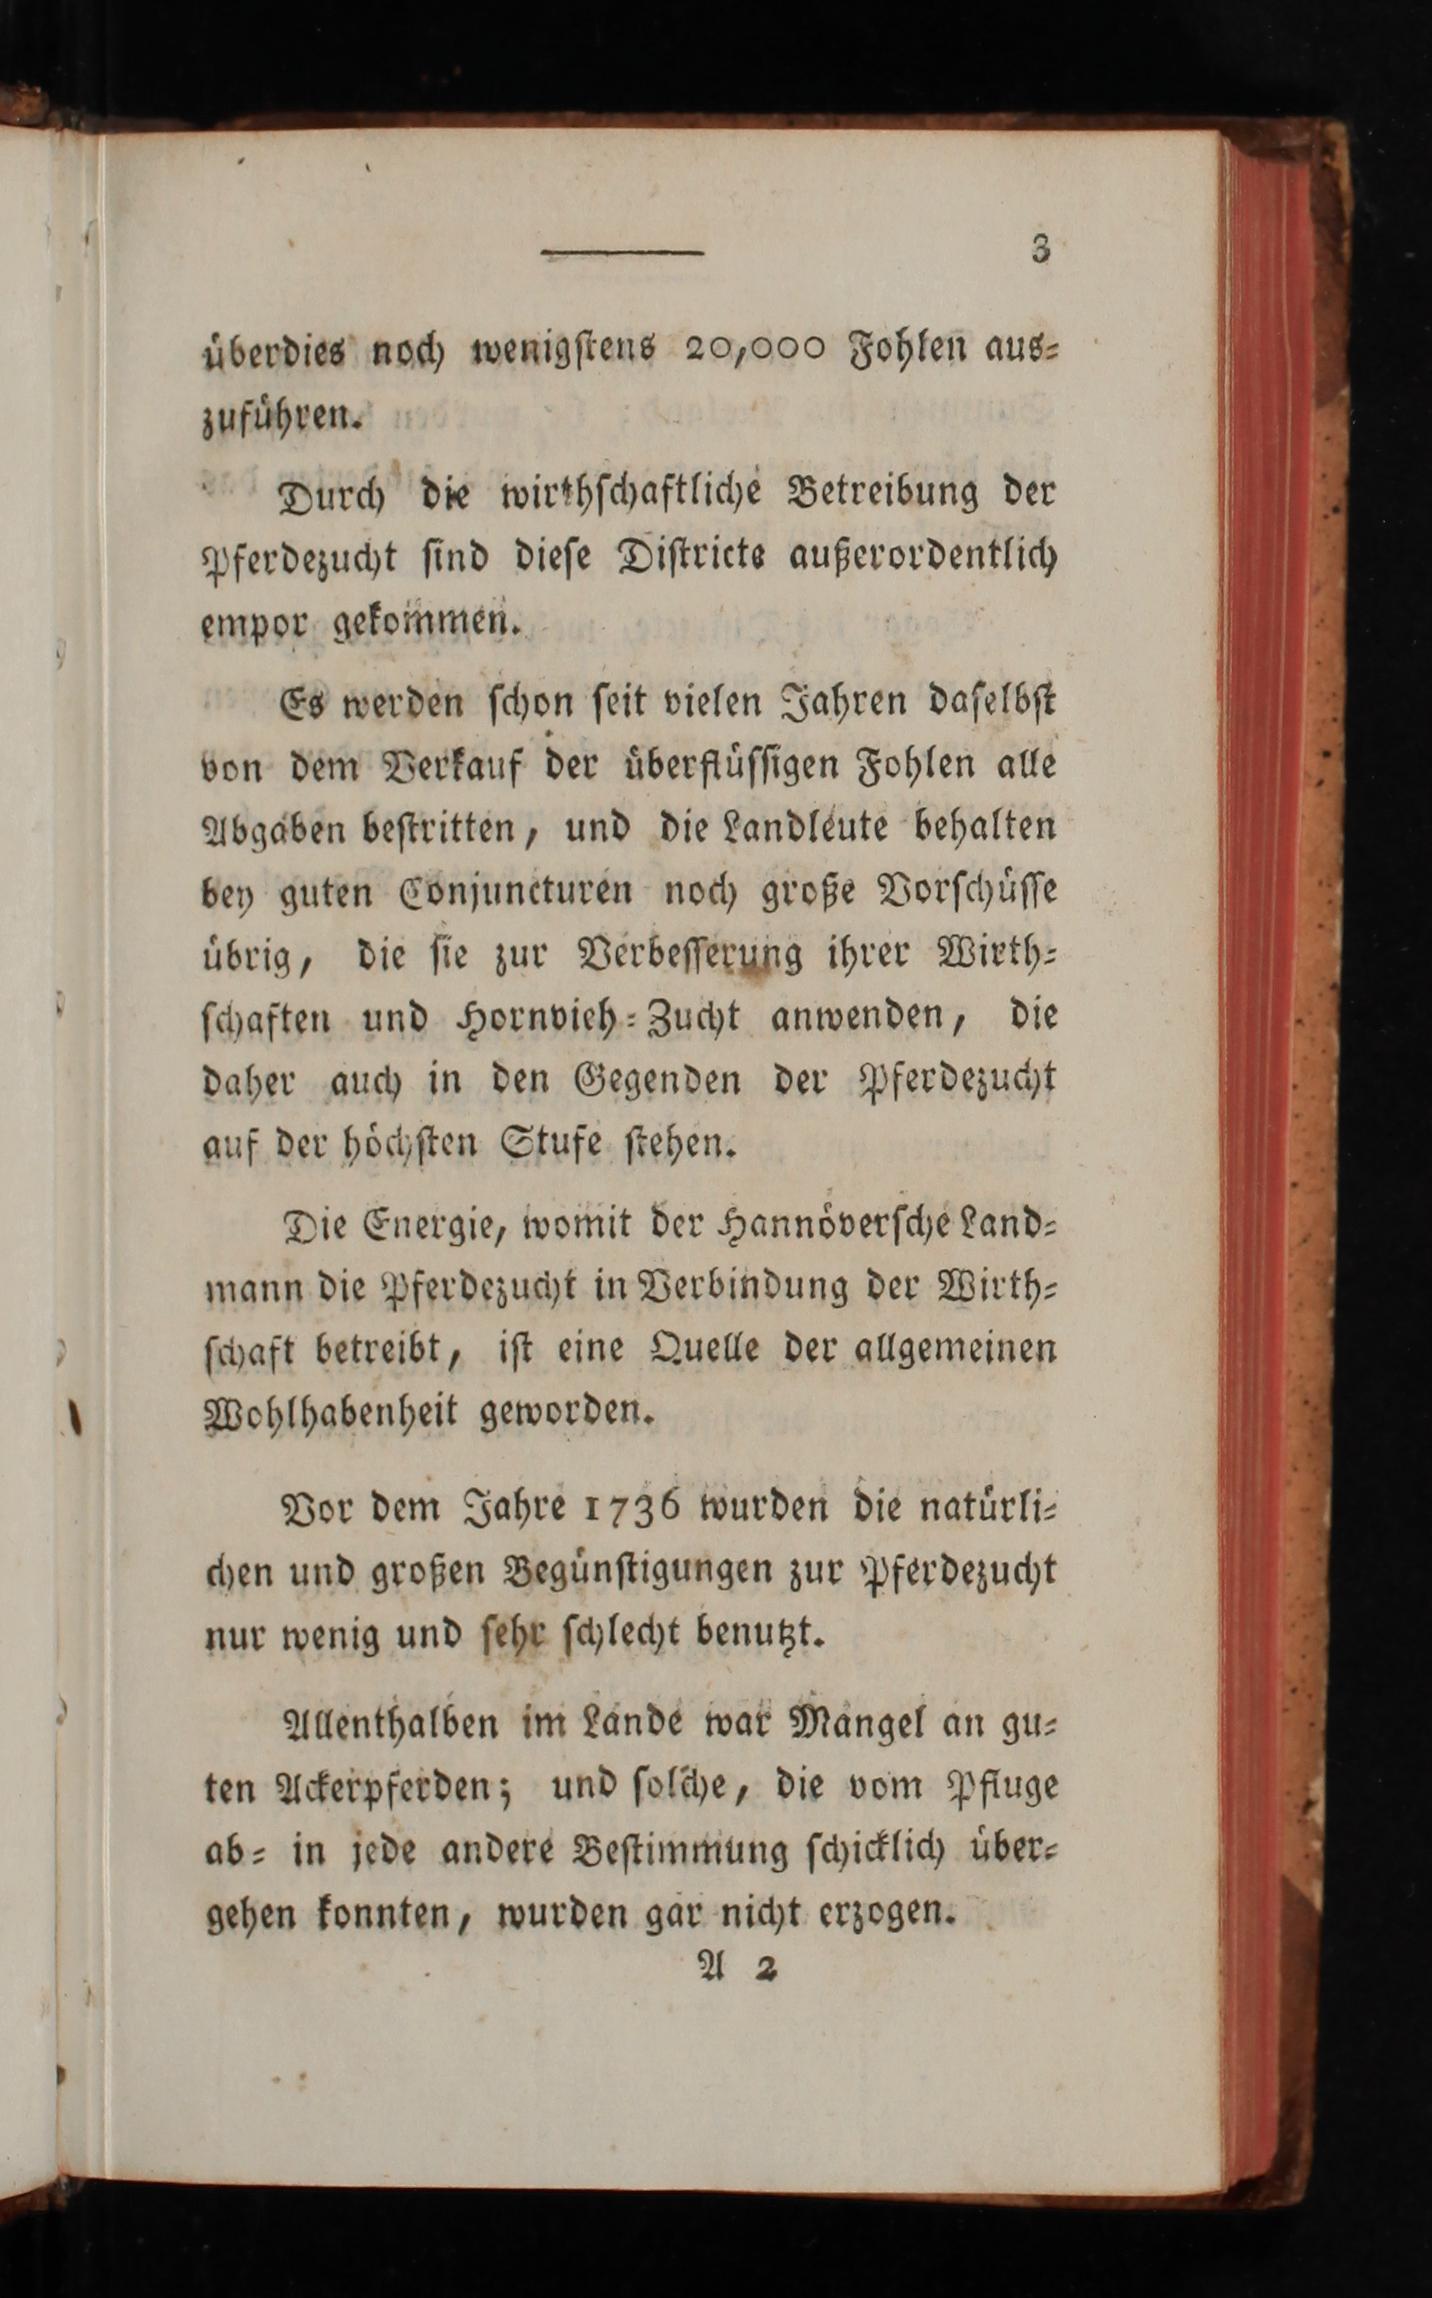 3
überdies noch wenigſtens 20,000 Fohlen aus⸗
zuführen.
Durch die wirthſchaftliche Betreibung der
Pferdezucht ſind dieſe Diſtricte außerordentlich
empor gekommen.
Es werden ſchon ſeit vielen Jahren daſelbſt
von dem Verkauf der überflüſſigen Fohlen alle
Abgaben beſtritten, und die Landleute behalten
bey guten Conjuncturen noch große Vorſchüſſe
übrig, die ſie zur Verbeſſerung ihrer Wirth⸗
ſchaften und Hornvieh⸗Zucht anwenden, die
daher auch in den Gegenden der Pferdezucht
auf der höchſten Stufe ſtehen.
Die Energie, womit der Hannöverſche Land⸗
mann die Pferdezucht in Verbindung der Wirth⸗
ſchaft betreibt, iſt eine Quelle der allgemeinen
Wohlhabenheit geworden.
Vor dem Jahre 1736 wurden die natürli⸗
chen und großen Begünſtigungen zur Pferdezucht
nur wenig und ſehr ſchlecht benutzt.
Allenthalben im Lande war Mangel an gu⸗
ten Ackerpferden; und ſolche, die vom Pfluge
ab⸗ in jede andere Beſtimmung ſchicklich über⸗
gehen konnten, wurden gar nicht erzogen.
A 2